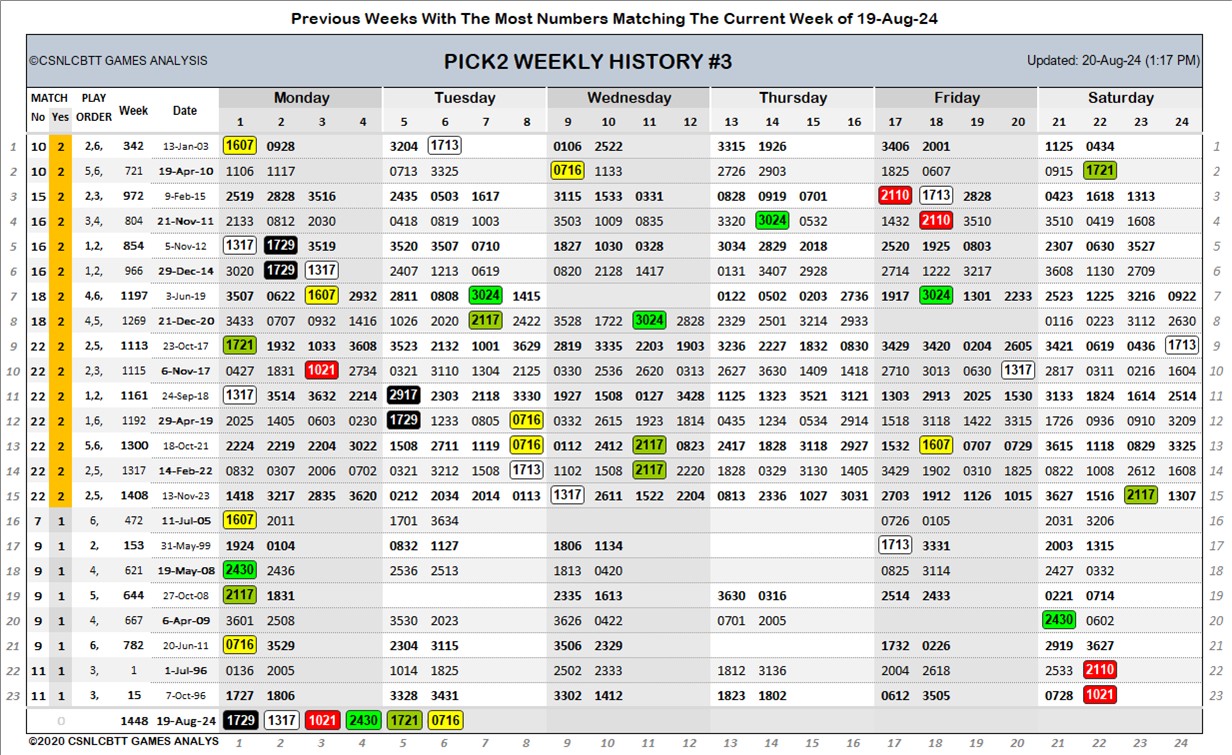 Previous Weeks With The Most Numbers Matching The Current Week of 19-Aug-24
©CSNLCBTT GAMES ANALYSIS PICK2 WEEKLY HISTORY #3 Updated: 20-Aug-24 (1:17 PM)
MATCH PLAY Week Date Monday Tuesday Wednesday Thursday Friday Saturday
No Yes ORDER 1 2 3 4 5 6 7 8 9 10 11 12 13 14 15 16 17 18 19 20 21 22 23 24
1 10 2 2,6, 342 13-Jan-03 1607 0928 3204 1713 0106 2522 3315 1926 3406 2001 1125 0434 1
2 10 2 5,6, 721 19-Apr-10 1106 1117 0713 3325 0716 1133 2726 2903 1825 0607 0915 1721 2
3 15 2 2,3, 972 9-Feb-15 2519 2828 3516 2435 0503 1617 3115 1533 0331 0828 0919 0701 2110 1713 2828 0423 1618 1313 3
4 16 2 3,4, 804 21-Nov-11 2133 0812 2030 0418 0819 1003 3503 1009 0835 3320 3024 0532 1432 2110 3510 3510 0419 1608 4
5 16 2 1,2, 854 5-Nov-12 1317 1729 3519 3520 3507 0710 1827 1030 0328 3034 2829 2018 2520 1925 0803 2307 0630 3527 5
6 16 2 1,2, 966 29-Dec-14 3020 1729 1317 2407 1213 0619 0820 2128 1417 0131 3407 2928 2714 1222 3217 3608 1130 2709 6
7 18 2 4,6, 1197 3-Jun-19 3507 0622 1607 2932 2811 0808 3024 1415 0122 0502 0203 2736 1917 3024 1301 2233 2523 1225 3216 0922 7
8 18 2 4,5, 1269 21-Dec-20 3433 0707 0932 1416 1026 2020 2117 2422 3528 1722 3024 2828 2329 2501 3214 2933 0116 0223 3112 2630 8
9 22 2 2,5, 1113 23-Oct-17 1721 1932 1033 3608 3523 2132 1001 3629 2819 3335 2203 1903 3236 2227 1832 0830 3429 3420 0204 2605 3421 0619 0436 1713 9
10 22 2 2,3, 1115 6-Nov-17 0427 1831 1021 2734 0321 3110 1304 2125 0330 2536 2620 0313 2627 3630 1409 1418 2710 3013 0630 1317 2817 0311 0216 1604 10
11 22 2 1,2, 1161 24-Sep-18 1317 3514 3632 2214 2917 2303 2118 3330 1927 1508 0127 3428 1125 1323 3521 3121 1303 2913 2025 1530 3133 1824 1614 2514 11
12 22 2 1,6, 1192 29-Apr-19 2025 1405 0603 0230 1729 1233 0805 0716 0332 2615 1923 1814 0435 1234 0534 2914 1518 3118 1422 3315 1726 0936 0910 3209 12
13 22 2 5,6, 1300 18-Oct-21 2224 2219 2204 3022 1508 2711 1119 0716 0112 2412 2117 0823 2417 1828 3118 2927 1532 1607 0707 0729 3615 1118 0829 3325 13
14 22 2 2,5, 1317 14-Feb-22 0832 0307 2006 0702 0321 3212 1508 1713 1102 1508 2117 2220 1828 0329 3130 1405 3429 1902 0310 1825 0822 1008 2612 1608 14
15 22 2 2,5, 1408 13-Nov-23 1418 3217 2835 3620 0212 2034 2014 0113 1317 2611 1522 2204 0813 2336 1027 3031 2703 1912 1126 1015 3627 1516 2117 1307 15
16 7 1 6, 472 11-Jul-05 1607 2011 1701 3634 0726 0105 2031 3206 16
17 9 1 2, 153 31-May-99 1924 0104 0832 1127 1806 1134 1713 3331 2003 1315 17
18 9 1 4, 621 19-May-08 2430 2436 2536 2513 1813 0420 0825 3114 2427 0332 18
19 9 1 5, 644 27-Oct-08 2117 1831 2335 1613 3630 0316 2514 2433 0221 0714 19
20 9 1 4, 667 6-Apr-09 3601 2508 3530 2023 3626 0422 0701 2005 2430 0602 20
21 9 1 6, 782 20-Jun-11 0716 3529 2304 3115 3506 2329 1732 0226 2919 3627 21
22 11 1 3, 1 1-Jul-96 0136 2005 1014 1825 2502 2333 1812 3136 2004 2618 2533 2110 22
23 11 1 3, 15 7-Oct-96 1727 1806 3328 3431 3302 1412 1823 1802 0612 3505 0728 1021 23
0 1448 19-Aug-24 1729 1317 1021 2430 1721 0716
©2020 CSNLCBTT GAMES ANALYS 1 2 3 4 5 6 7 8 9 10 11 12 13 14 15 16 17 18 19 20 21 22 23 24